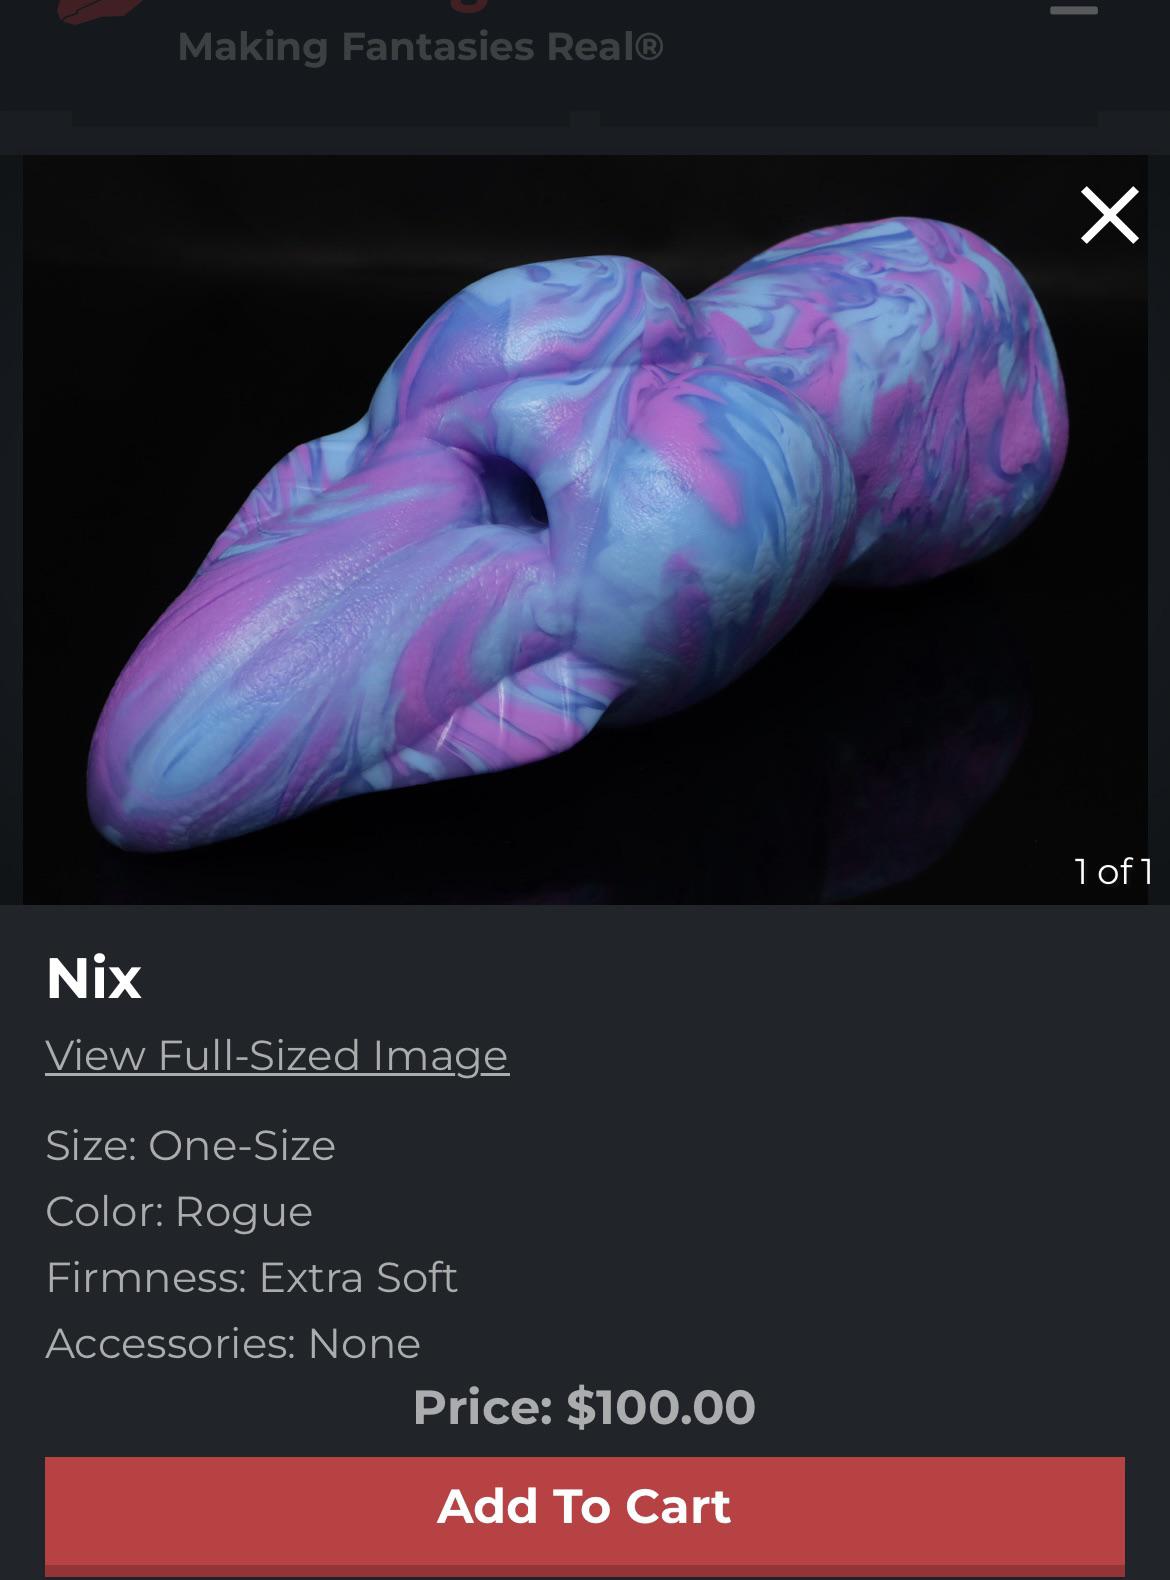 Making Fantasies Real®
1 of 1
Nix
View Full-Sized Image
Size: One-Size
Color: Rogue
Firmness: Extra Soft
Accessories: None
Price: $100.00
Add To Cart